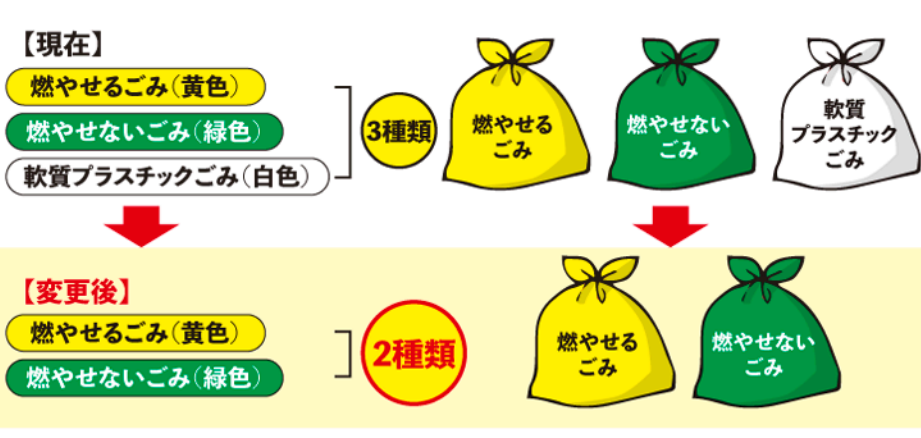 【現在】
燃やせるごみ（黄色）
燃やせないごみ（緑色）
軟質プラスチックごみ（白色）
3種類
燃やせる
ごみ
燃やせない
ごみ
軟質
プラスチック
ごみ
【変更後】
燃やせるごみ（黄色）
燃やせないごみ（緑色）
2種類
燃やせる
ごみ
燃やせない
ごみ